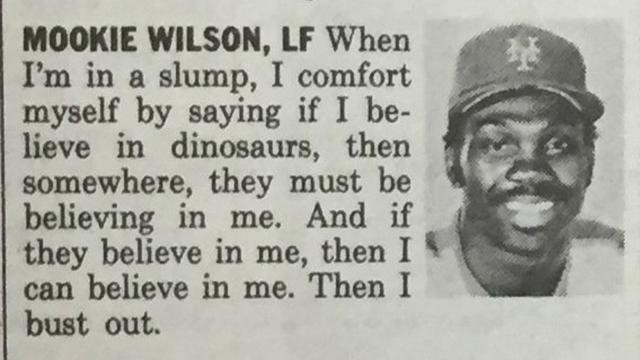 MOOKIE WILSON, LF When
I'm in a slump, I comfort
myself by saying if I be-
lieve in dinosaurs, then
somewhere, they must be
believing in me. And if
they believe in me, then I
can believe in me. Then I
bust out.
NY